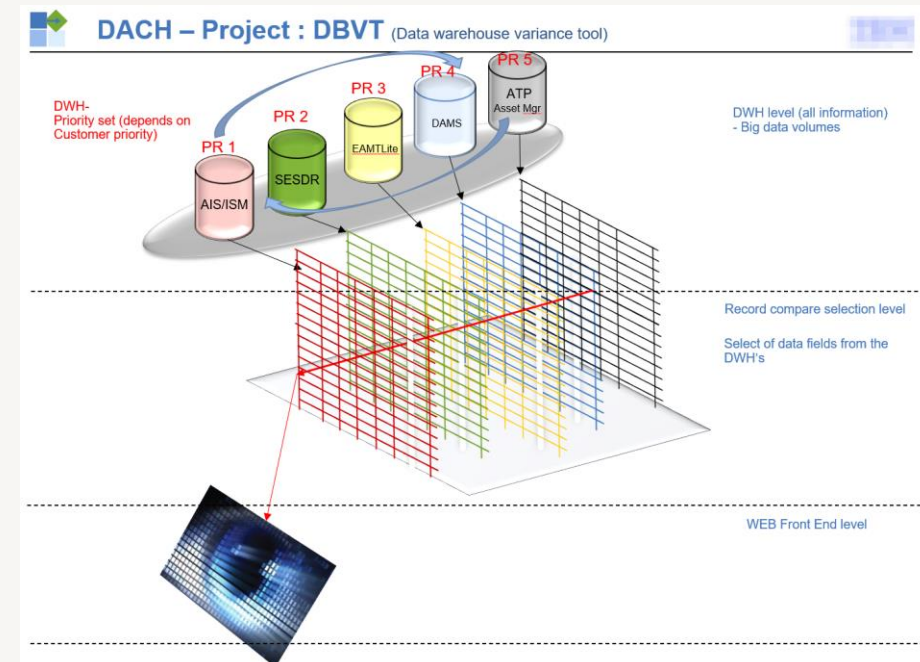 DACH – Project : DBVT (Data warehouse variance tool)
DWH-
Priority set (depends on
Customer priority)
PR 1
PR 2
PR 3
PR 4
PR 5
AIS/ISM
SESDR
EAMTLite
DAMS
ATP
Asset Mgr
DWH level (all information)
- Big data volumes
Record compare selection level
Select of data fields from the
DWH's
WEB Front End level